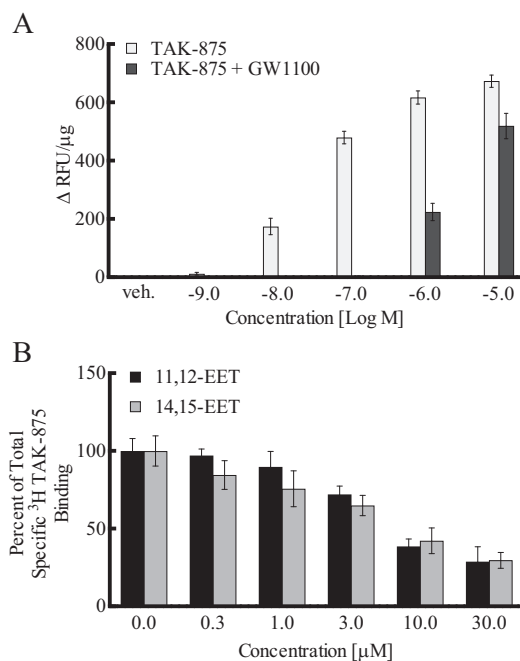 A
800
TAK-875
TAK-875 + GW1100
600
400
200
0
Δ RFU/μg
veh. -9.0 -8.0 -7.0 -6.0 -5.0
Concentration [Log M]
B
150
11,12-EET
14,15-EET
100
50
0
Percent of Total
Specific ³H TAK-875
Binding
0.0 0.3 1.0 3.0 10.0 30.0
Concentration [μM]